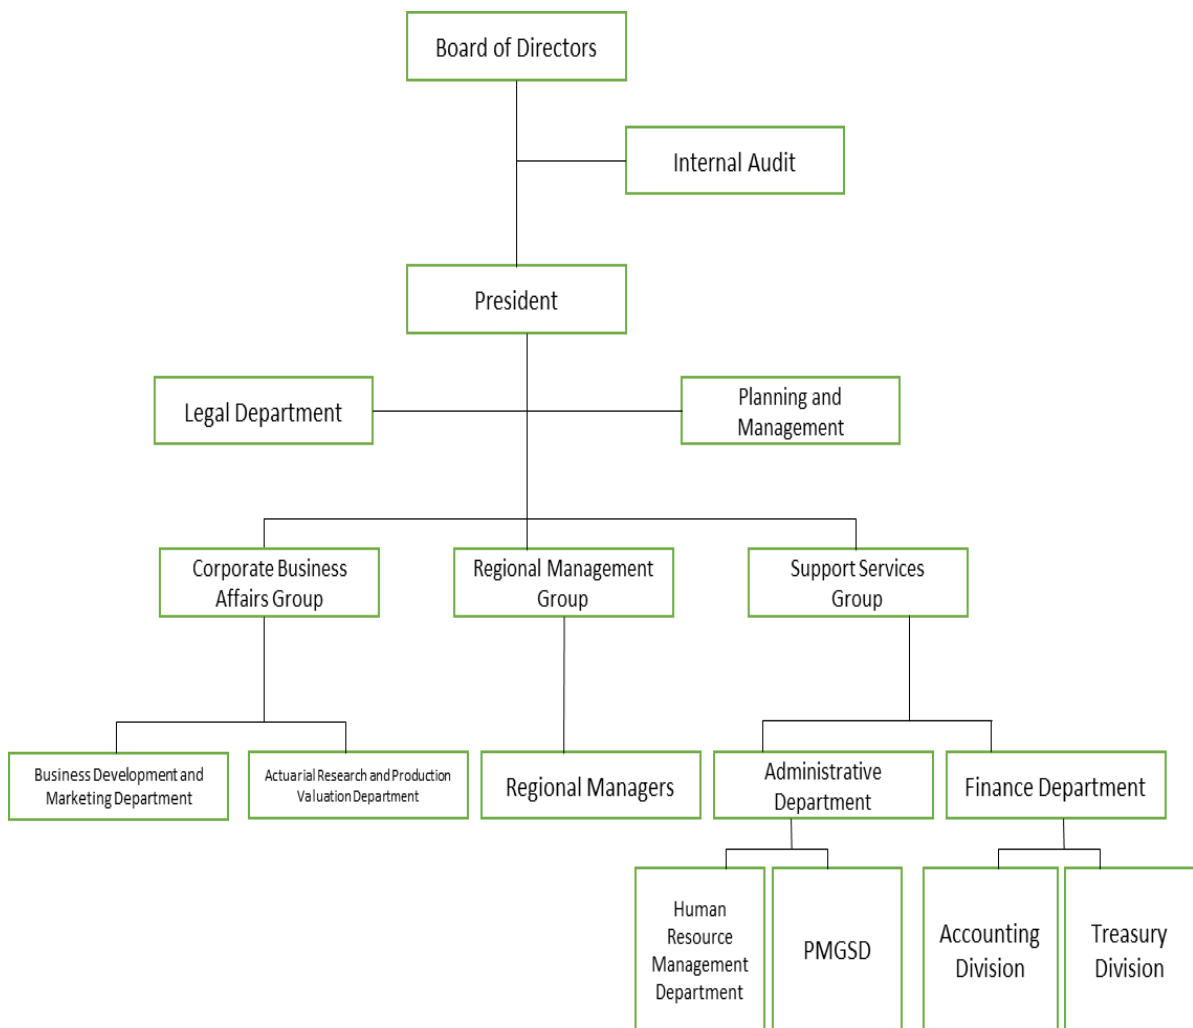 Board of Directors
Internal Audit
President
Legal Department
Planning and
Management
Corporate Business
Affairs Group
Regional Management
Group
Support Services
Group
Business Development and
Marketing Department
Actuarial Research and Production
Valuation Department
Regional Managers
Administrative
Department
Finance Department
Human
Resource
Management
Department
PMGSD
Accounting
Division
Treasury
Division